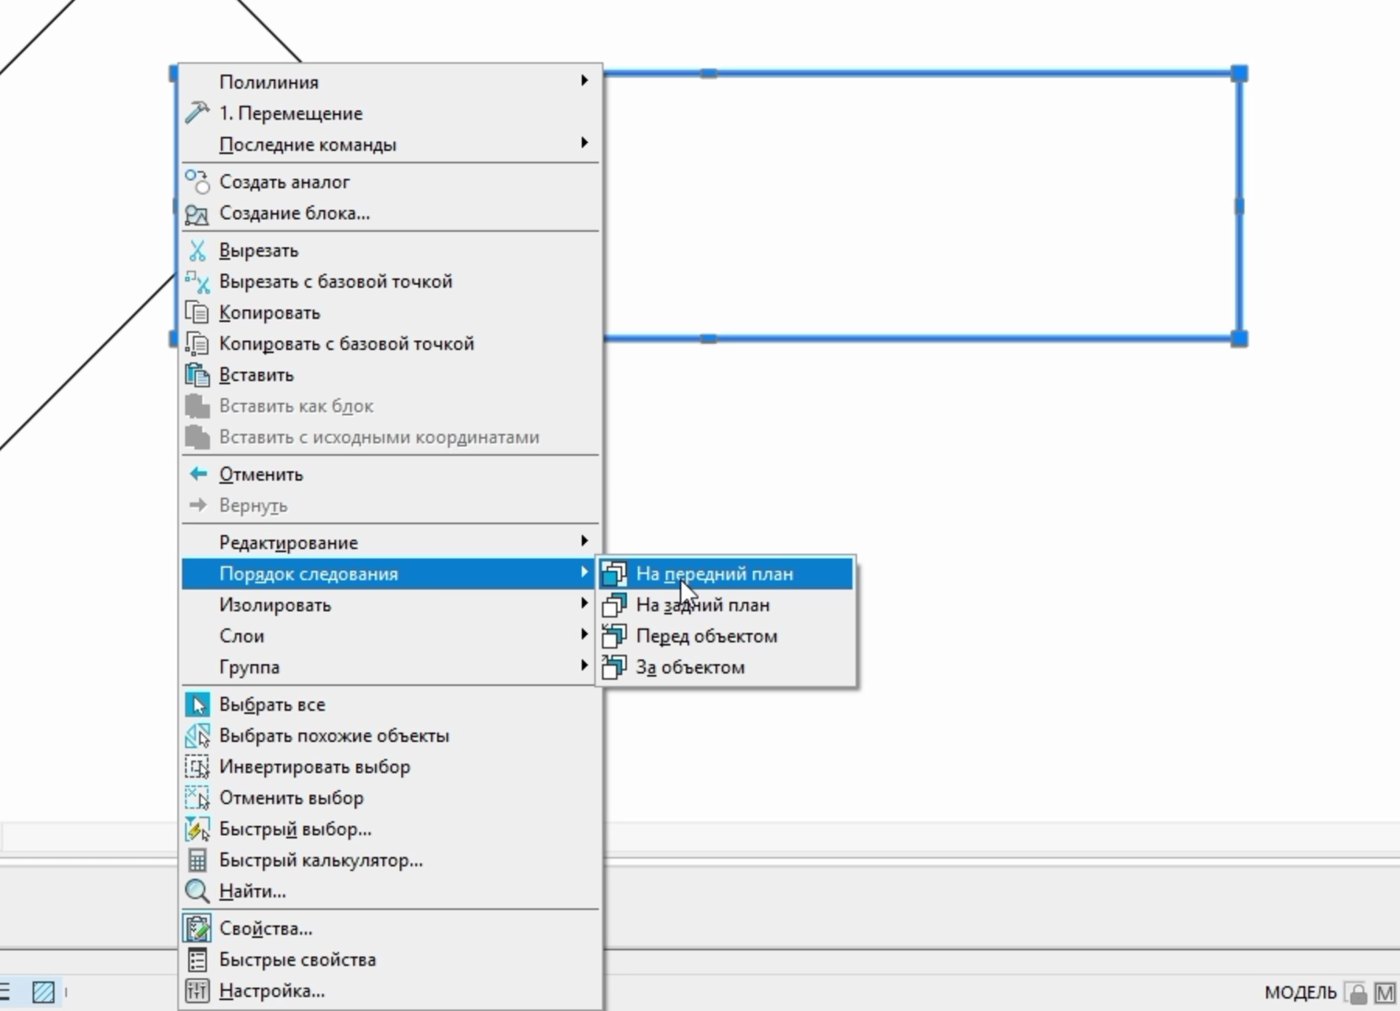 Полилиния
1. Перемещение
Последние команды
Создать аналог
Создание блока...
Вырезать
Вырезать с базовой точкой
Копировать
Копировать с базовой точкой
Вставить
Вставить как блок
Вставить с исходными координатами
Отменить
Вернуть
Редактирование
Порядок следования
На передний план
Изолировать
На задний план
Слои
Перед объектом
Группа
За объектом
Выбрать все
Выбрать похожие объекты
Инвертировать выбор
Отменить выбор
Быстрый выбор...
Быстрый калькулятор...
Найти...
Свойства...
Быстрые свойства
Настройка...
МОДЕЛЬ
M